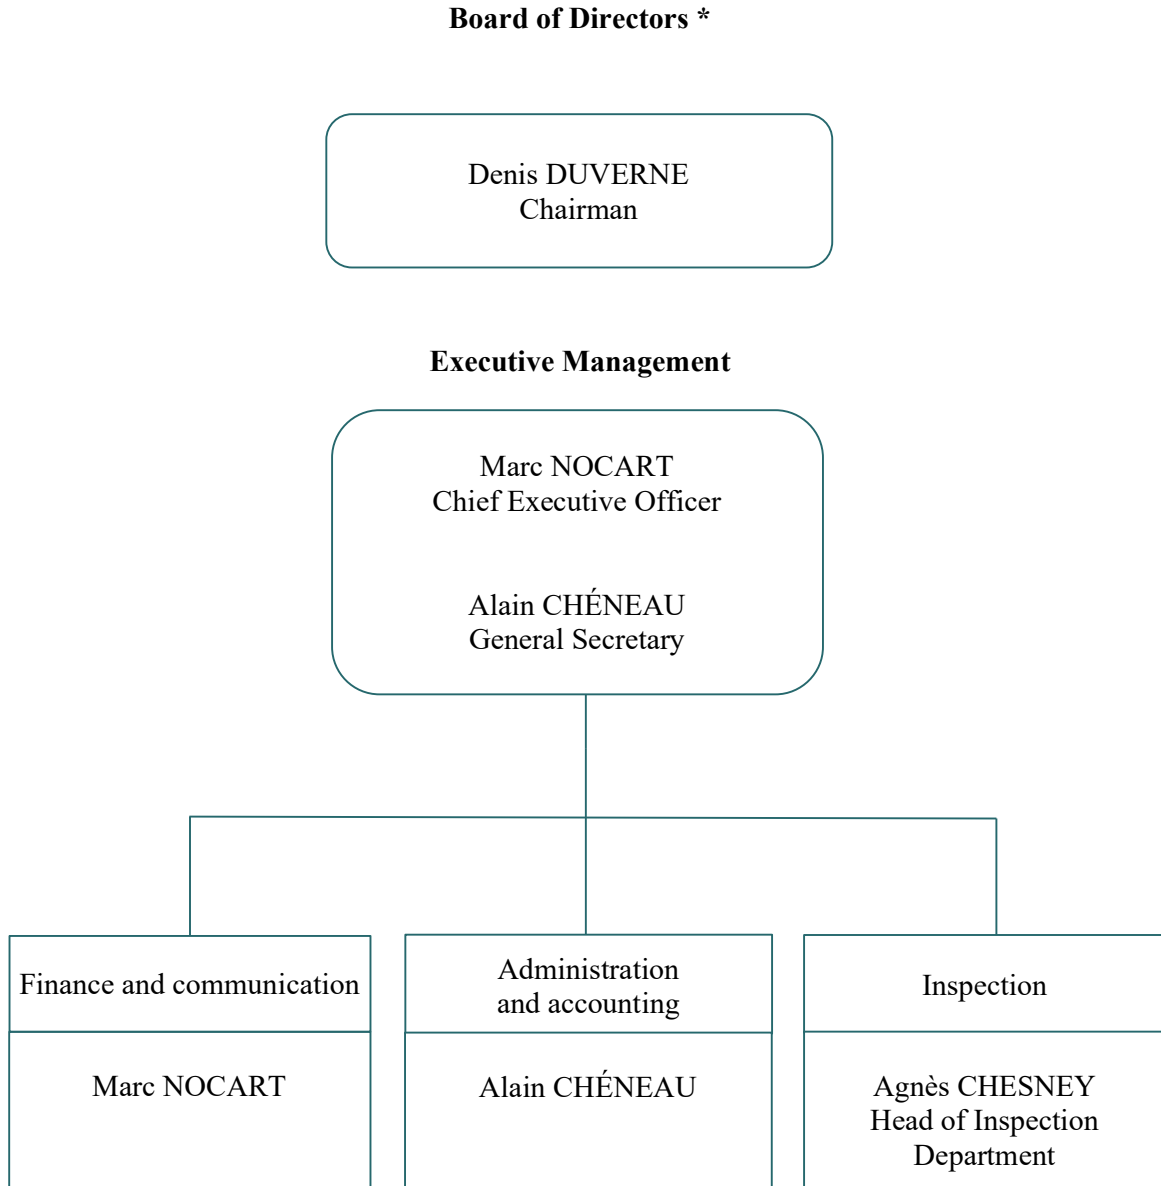 Board of Directors *
Denis DUVERNE
Chairman
Executive Management
Marc NOCART
Chief Executive Officer
Alain CHÉNEAU
General Secretary
Finance and communication
Marc NOCART
Administration
and accounting
Alain CHÉNEAU
Inspection
Agnès CHESNEY
Head of Inspection
Department